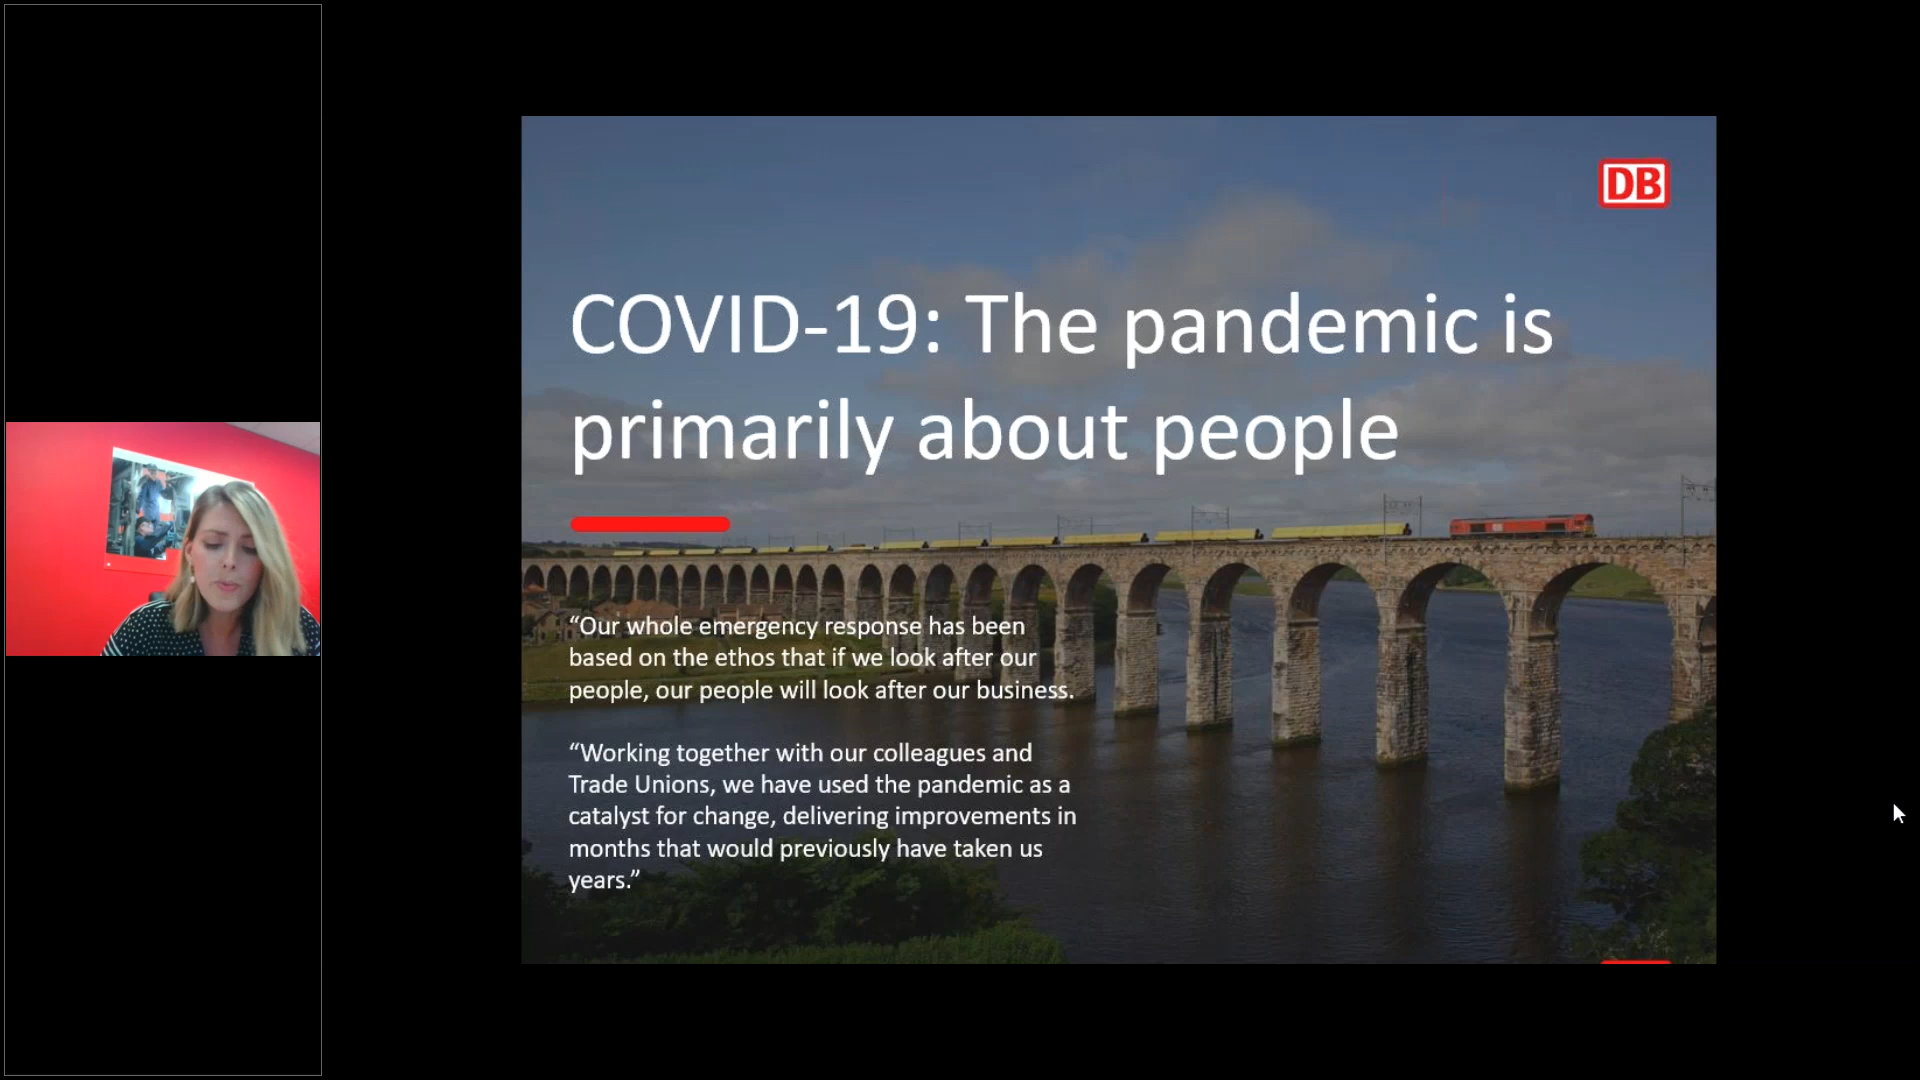 DB
COVID-19: The pandemic is
primarily about people
“Our whole emergency response has been
based on the ethos that if we look after our
people, our people will look after our business.
“Working together with our colleagues and
Trade Unions, we have used the pandemic as a
catalyst for change, delivering improvements in
months that would previously have taken us
years.”